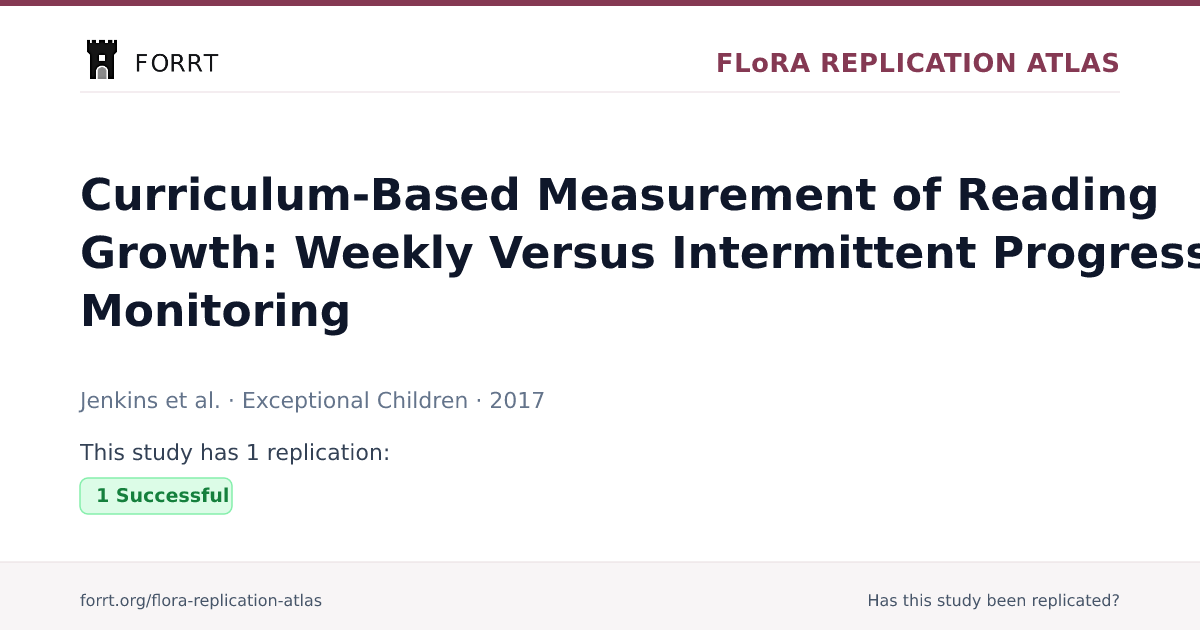 FORRT
FLoRA REPLICATION ATLAS
Curriculum-Based Measurement of Reading
Growth: Weekly Versus Intermittent Progress
Monitoring
Jenkins et al. · Exceptional Children · 2017
This study has 1 replication:
1 Successful
forrt.org/flora-replication-atlas
Has this study been replicated?